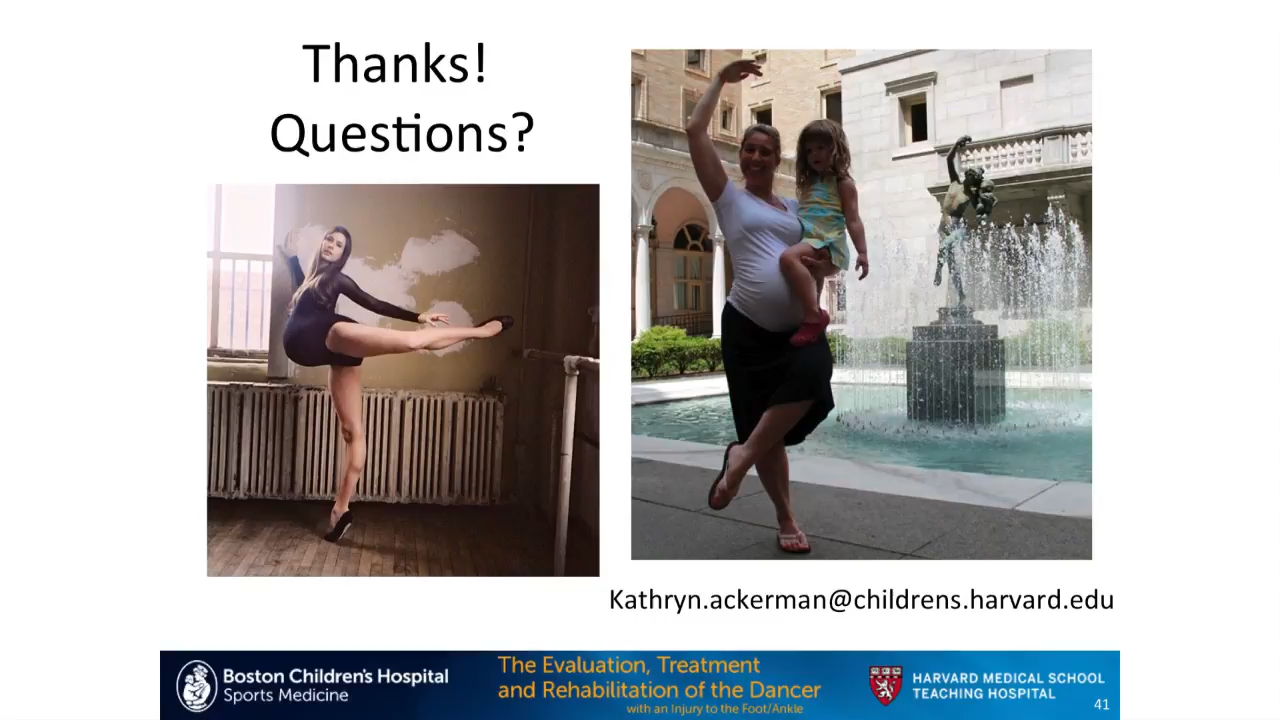 Thanks!
Questions?
Kathryn.ackerman@childrens.harvard.edu
Boston Children's Hospital
Sports Medicine
The Evaluation, Treatment
and Rehabilitation of the Dancer
with an Injury to the Foot/Ankle
HARVARD MEDICAL SCHOOL
TEACHING HOSPITAL
41